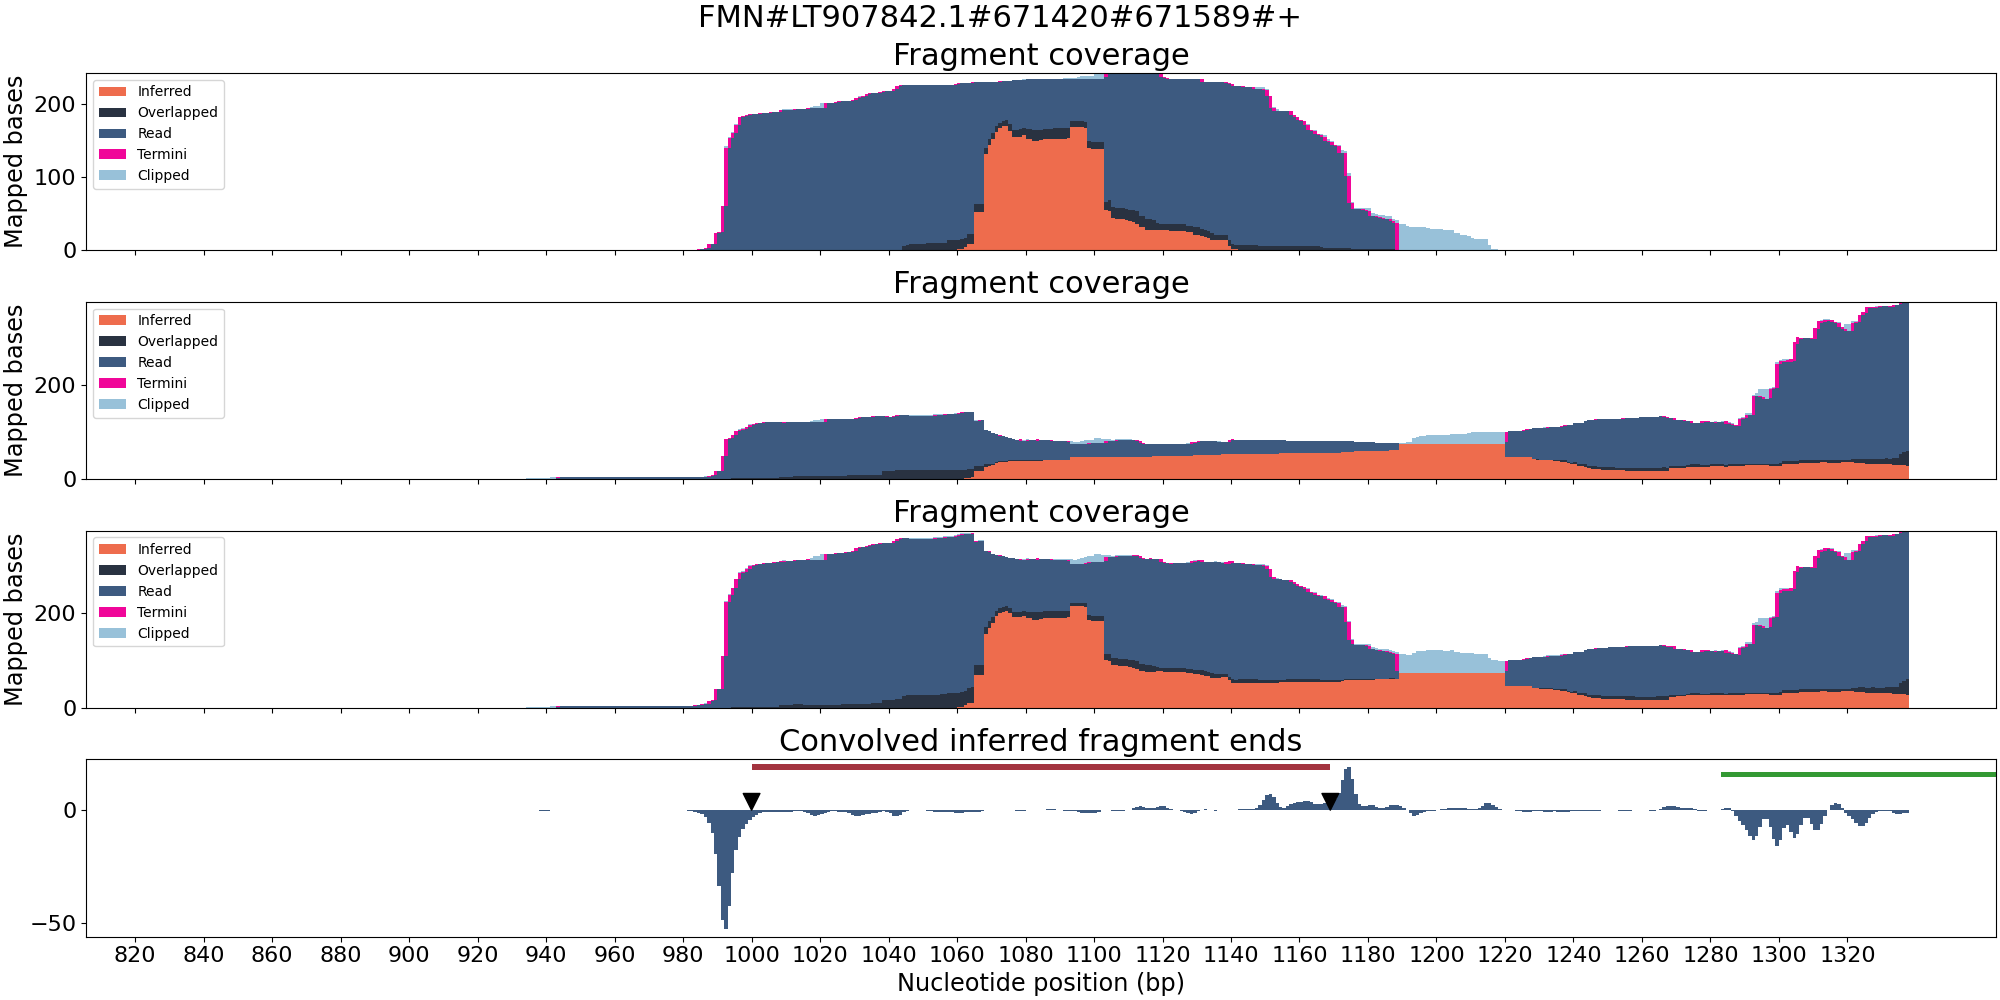 FMN#LT907842.1#671420#671589#+
Fragment coverage
Mapped bases
200
100
0
Inferred
Overlapped
Read
Termini
Clipped
Fragment coverage
Mapped bases
200
0
Inferred
Overlapped
Read
Termini
Clipped
Fragment coverage
Mapped bases
200
0
Inferred
Overlapped
Read
Termini
Clipped
Convolved inferred fragment ends
0
−50
820 840 860 880 900 920 940 960 980 1000 1020 1040 1060 1080 1100 1120 1140 1160 1180 1200 1220 1240 1260 1280 1300 1320
Nucleotide position (bp)